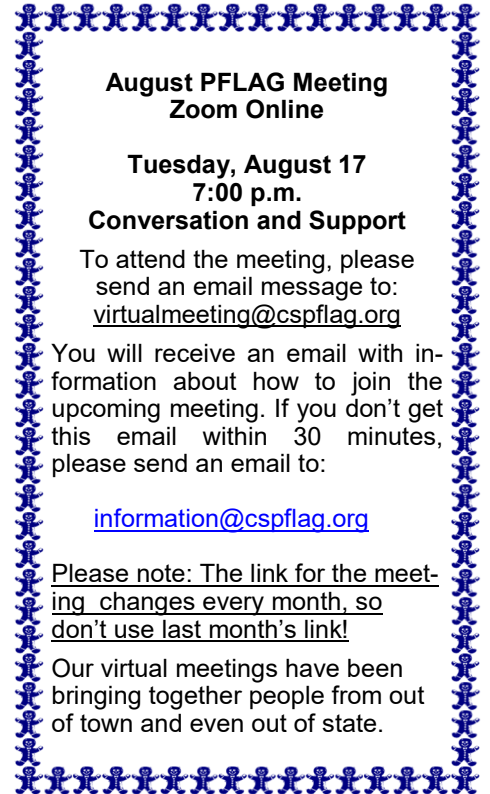 August PFLAG Meeting
Zoom Online
Tuesday, August 17
7:00 p.m.
Conversation and Support
To attend the meeting, please
send an email message to:
virtualmeeting@cspflag.org
You will receive an email with in-
formation about how to join the
upcoming meeting. If you don’t get
this email within 30 minutes,
please send an email to:
information@cspflag.org
Please note: The link for the meet-
ing  changes every month, so
don’t use last month’s link!
Our virtual meetings have been
bringing together people from out
of town and even out of state.